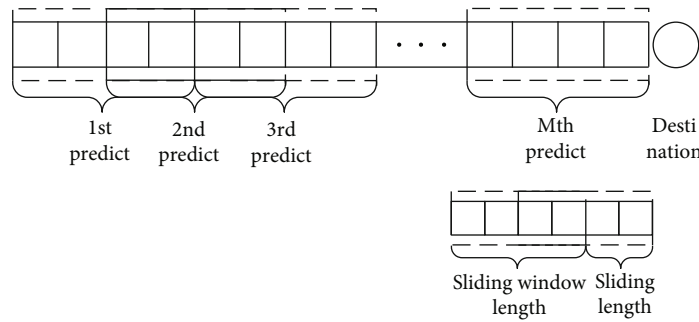 . . .
1st
predict
2nd
predict
3rd
predict
Mth
predict
Desti
nation
Sliding window
length
Sliding
length